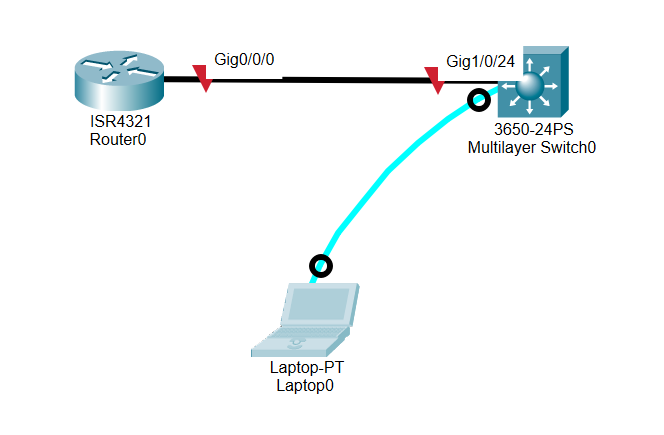 Gig0/0/0
Gig1/0/24
ISR4321
Router0
3650-24PS
Multilayer Switch0
Laptop-PT
Laptop0